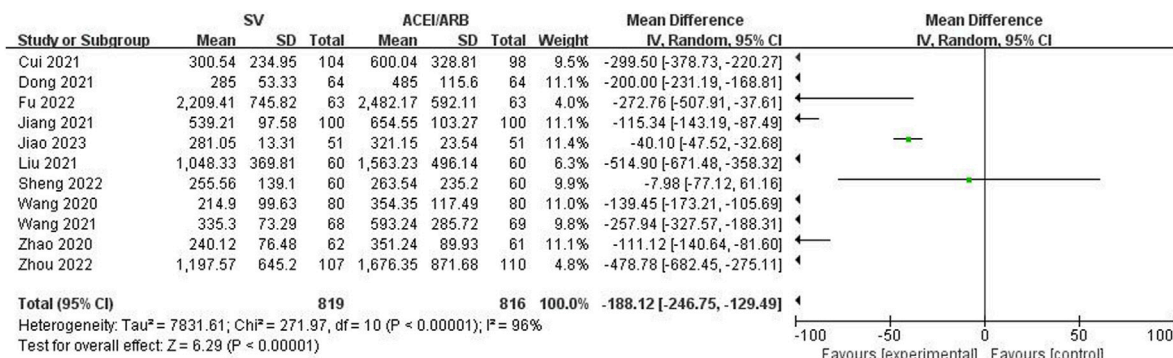 SV ACEI/ARB Mean Difference Mean Difference
Study or Subgroup Mean SD Total Mean SD Total Weight IV, Random, 95% CI IV, Random, 95% CI
Cui 2021 300.54 234.95 104 600.04 328.81 98 9.5% -299.50 [-378.73, -220.27]
Dong 2021 285 53.33 64 485 115.6 64 11.1% -200.00 [-231.19, -168.81]
Fu 2022 2,209.41 745.82 63 2,482.17 592.11 63 4.0% -272.76 [-507.91, -37.61]
Jiang 2021 539.21 97.58 100 654.55 103.27 100 11.1% -115.34 [-143.19, -87.49]
Jiao 2023 281.05 13.31 51 321.15 23.54 51 11.4% -40.10 [-47.52, -32.68]
Liu 2021 1,048.33 369.81 60 1,563.23 496.14 60 6.3% -514.90 [-671.48, -358.32]
Sheng 2022 255.56 139.1 60 263.54 235.2 60 9.9% -7.98 [-77.12, 61.16]
Wang 2020 214.9 99.63 80 354.35 117.49 80 11.0% -139.45 [-173.21, -105.69]
Wang 2021 335.3 73.29 68 593.24 285.72 69 9.8% -257.94 [-327.57, -188.31]
Zhao 2020 240.12 76.48 62 351.24 89.93 61 11.1% -111.12 [-140.64, -81.60]
Zhou 2022 1,197.57 645.2 107 1,676.35 871.68 110 4.8% -478.78 [-682.45, -275.11]
Total (95% CI) 819 816 100.0% -188.12 [-246.75, -129.49]
Heterogeneity: Tau² = 7831.61; Chi² = 271.97, df = 10 (P < 0.00001); I² = 96%
Test for overall effect: Z = 6.29 (P < 0.00001)
-100 -50 0 50 100
Favours [experimental] Favours [control]